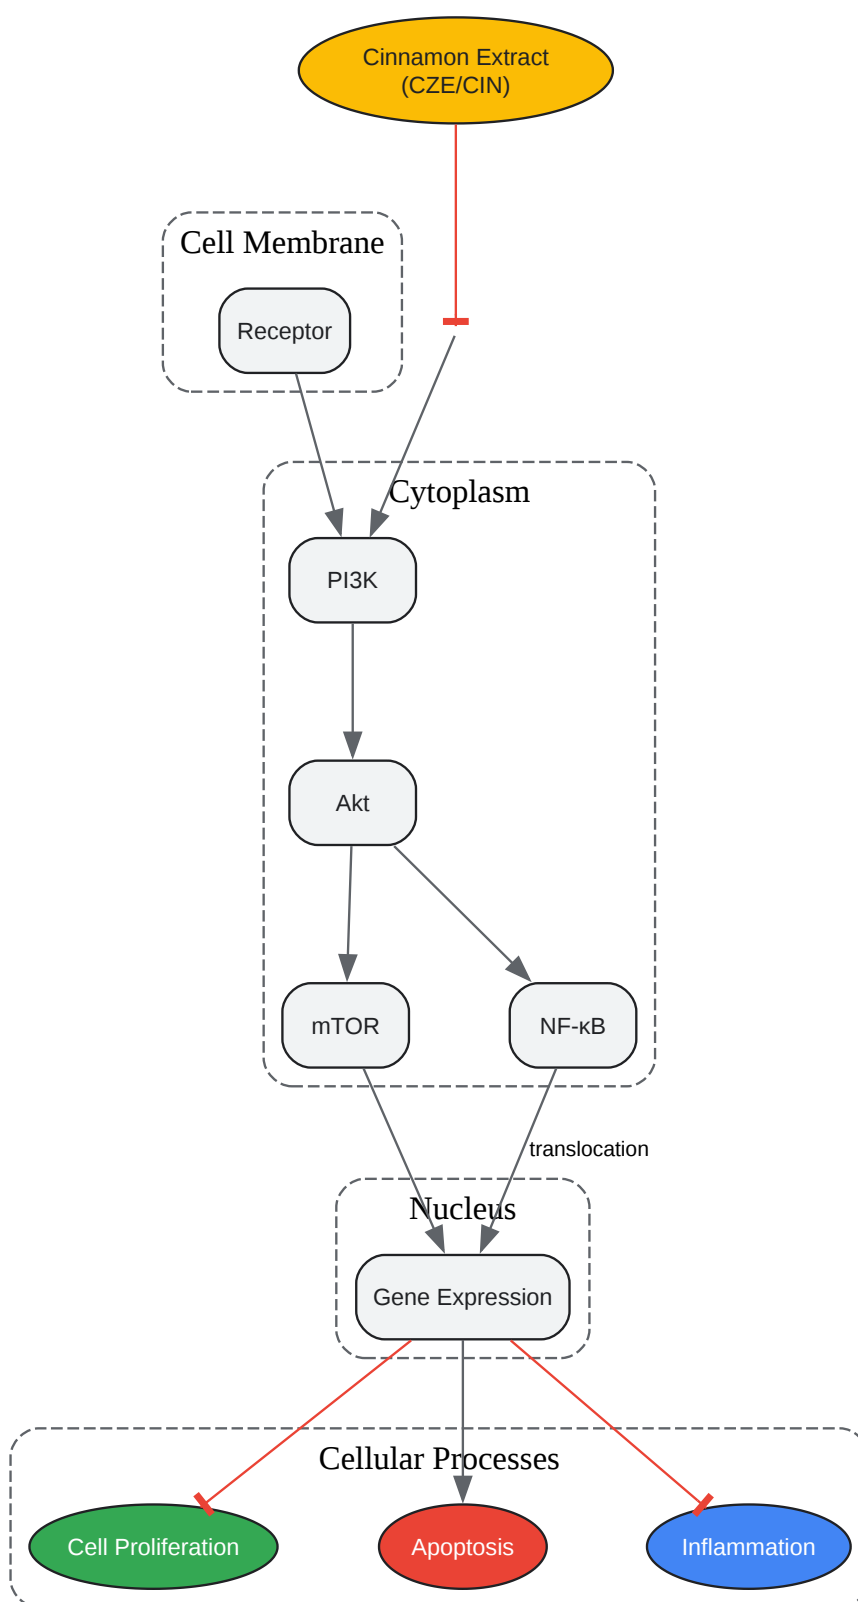 Cinnamon Extract
(CZE/CIN)
Cell Membrane
Receptor
Cytoplasm
PI3K
Akt
mTOR
NF-κB
translocation
Nucleus
Gene Expression
Cellular Processes
Cell Proliferation
Apoptosis
Inflammation